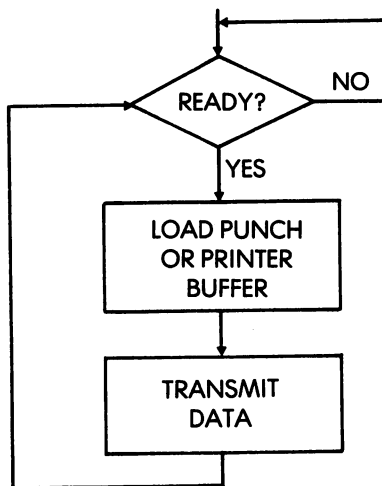 READY?
NO
YES
LOAD PUNCH
OR PRINTER
BUFFER
TRANSMIT
DATA